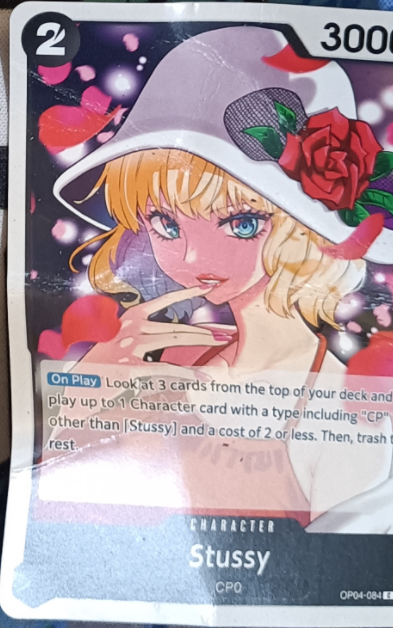 2
3000
On Play Look at 3 cards from the top of your deck and
play up to 1 Character card with a type including "CP"
other than [Stussy] and a cost of 2 or less. Then, trash
rest.
CHARACTER
Stussy
CP0
OP04-084 C